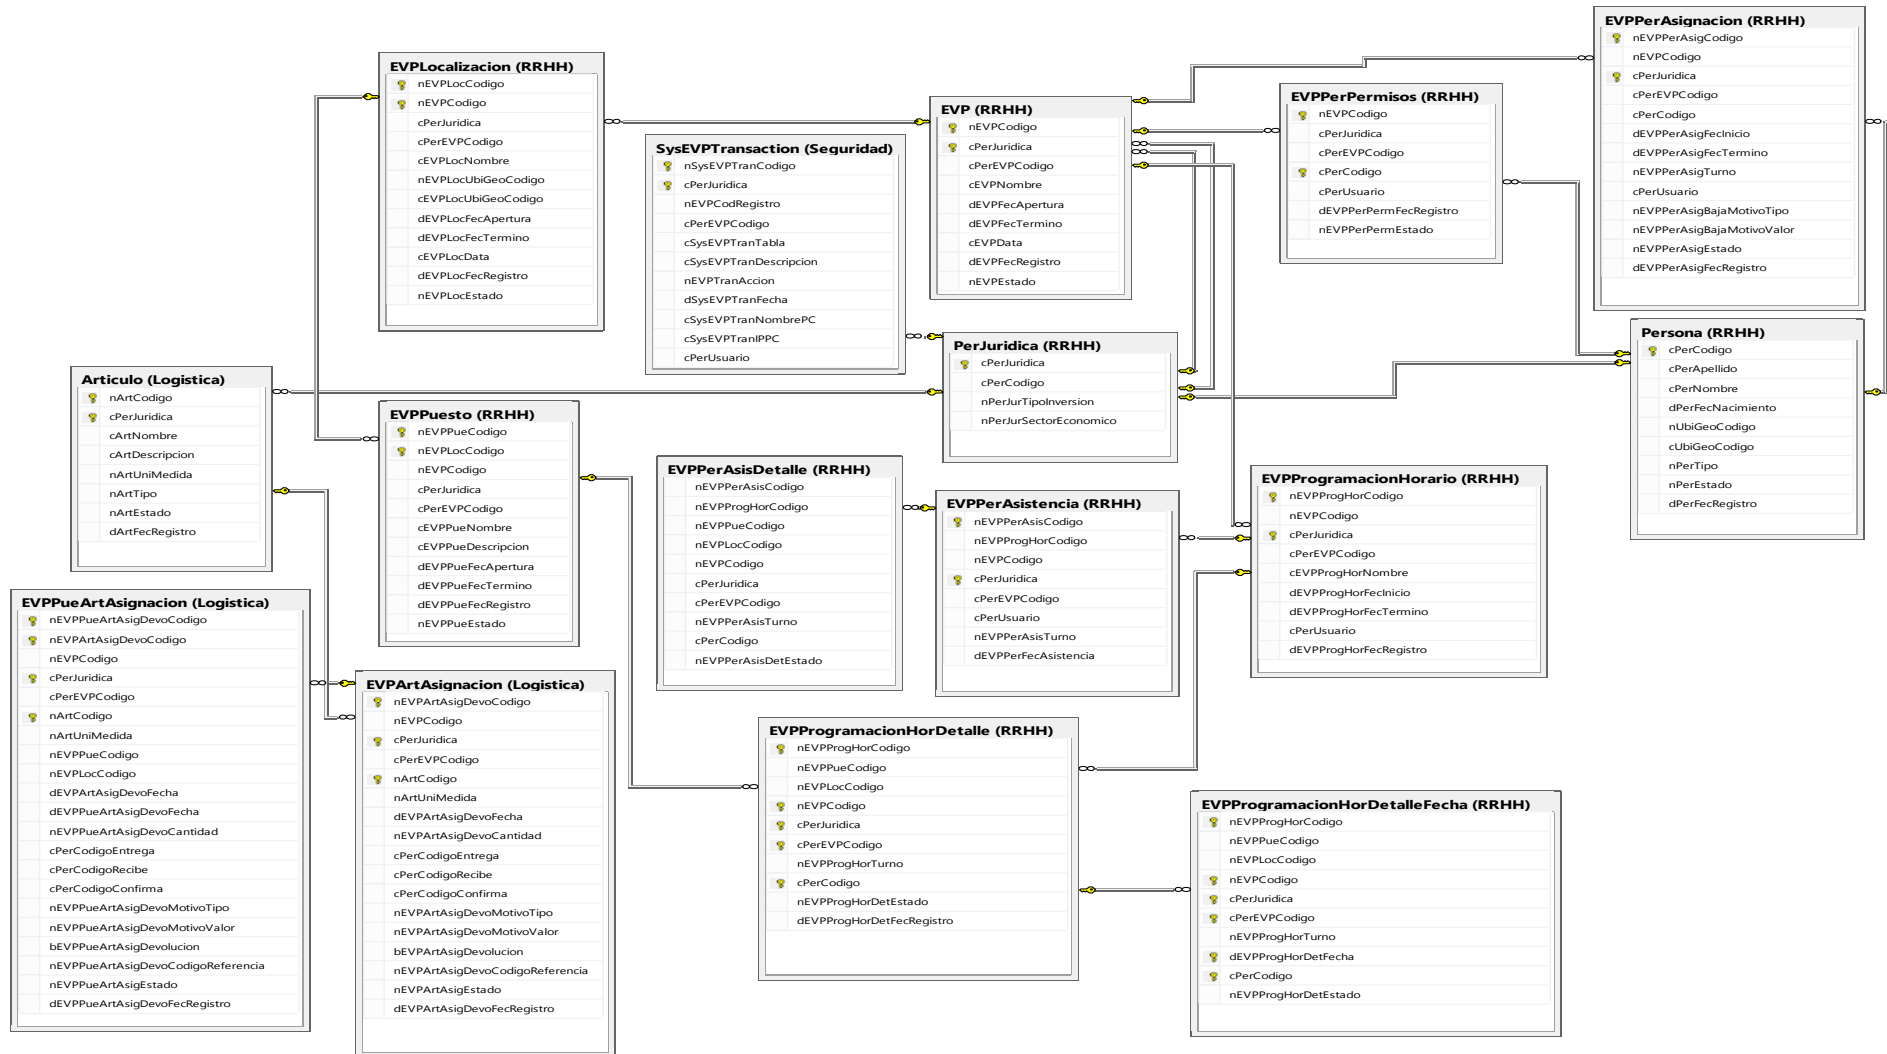 EVPPerAsignacion (RRHH)
nEVPPerAsigCodigo
nEVPCodigo
cPerJuridica
cPerEVPCodigo
cPerCodigo
dEVPPerAsigFecInicio
dEVPPerAsigFecTermino
nEVPPerAsigTurno
cPerUsuario
nEVPPerAsigBajaMotivoTipo
nEVPPerAsigBajaMotivoValor
nEVPPerAsigEstado
dEVPPerAsigFecRegistro
EVPLocalizacion (RRHH)
nEVPLocCodigo
nEVPCodigo
cPerJuridica
cPerEVPCodigo
cEVPLocNombre
nEVPLocUbiGeoCodigo
cEVPLocUbiGeoCodigo
dEVPLocFecApertura
dEVPLocFecTermino
cEVPLocData
dEVPLocFecRegistro
nEVPLocEstado
EVP (RRHH)
nEVPCodigo
cPerJuridica
cPerEVPCodigo
cEVPNombre
dEVPFecApertura
dEVPFecTermino
cEVPData
dEVPFecRegistro
nEVPEstado
EVPPerPermisos (RRHH)
nEVPCodigo
cPerJuridica
cPerEVPCodigo
cPerCodigo
cPerUsuario
dEVPPerPermFecRegistro
nEVPPerPermEstado
SysEVPTransaction (Seguridad)
nSysEVPTranCodigo
cPerJuridica
nEVPCodRegistro
cPerEVPCodigo
cSysEVPTranTabla
cSysEVPTranDescripcion
nEVPTranAccion
dSysEVPTranFecha
cSysEVPTranNombrePC
cSysEVPTranIPPC
cPerUsuario
PerJuridica (RRHH)
cPerJuridica
cPerCodigo
nPerJurTipoInversion
nPerJurSectorEconomico
Persona (RRHH)
cPerCodigo
cPerApellido
cPerNombre
dPerFecNacimiento
nUbiGeoCodigo
cUbiGeoCodigo
nPerTipo
nPerEstado
dPerFecRegistro
Articulo (Logistica)
nArtCodigo
cPerJuridica
cArtNombre
cArtDescripcion
nArtUniMedida
nArtTipo
nArtEstado
dArtFecRegistro
EVPPuesto (RRHH)
nEVPPueCodigo
nEVPLocCodigo
nEVPCodigo
cPerJuridica
cPerEVPCodigo
cEVPPueNombre
cEVPPueDescripcion
dEVPPueFecApertura
dEVPPueFecTermino
dEVPPueFecRegistro
nEVPPueEstado
EVPPerAsisDetalle (RRHH)
nEVPPerAsisCodigo
nEVPProgHorCodigo
nEVPPueCodigo
nEVPLocCodigo
nEVPCodigo
cPerJuridica
cPerEVPCodigo
nEVPPerAsisTurno
cPerCodigo
nEVPPerAsisDetEstado
EVPPerAsistencia (RRHH)
nEVPPerAsisCodigo
nEVPProgHorCodigo
nEVPCodigo
cPerJuridica
cPerEVPCodigo
cPerUsuario
nEVPPerAsisTurno
dEVPPerFecAsistencia
EVPProgramacionHorario (RRHH)
nEVPProgHorCodigo
nEVPCodigo
cPerJuridica
cPerEVPCodigo
cEVPProgHorNombre
dEVPProgHorFecInicio
dEVPProgHorFecTermino
cPerUsuario
dEVPProgHorFecRegistro
EVPPueArtAsignacion (Logistica)
nEVPPueArtAsigDevoCodigo
nEVPArtAsigDevoCodigo
nEVPCodigo
cPerJuridica
cPerEVPCodigo
nArtCodigo
nArtUniMedida
nEVPPueCodigo
nEVPLocCodigo
dEVPArtAsigDevoFecha
dEVPPueArtAsigDevoFecha
nEVPPueArtAsigDevoCantidad
cPerCodigoEntrega
cPerCodigoRecibe
cPerCodigoConfirma
nEVPPueArtAsigDevoMotivoTipo
nEVPPueArtAsigDevoMotivoValor
bEVPPueArtAsigDevolucion
nEVPPueArtAsigDevoCodigoReferencia
nEVPPueArtAsigEstado
dEVPPueArtAsigDevoFecRegistro
EVPArtAsignacion (Logistica)
nEVPArtAsigDevoCodigo
nEVPCodigo
cPerJuridica
cPerEVPCodigo
nArtCodigo
nArtUniMedida
dEVPArtAsigDevoFecha
nEVPArtAsigDevoCantidad
cPerCodigoEntrega
cPerCodigoRecibe
cPerCodigoConfirma
nEVPArtAsigDevoMotivoTipo
nEVPArtAsigDevoMotivoValor
bEVPArtAsigDevolucion
nEVPArtAsigDevoCodigoReferencia
nEVPArtAsigEstado
dEVPArtAsigDevoFecRegistro
EVPProgramacionHorDetalle (RRHH)
nEVPProgHorCodigo
nEVPPueCodigo
nEVPLocCodigo
nEVPCodigo
cPerJuridica
cPerEVPCodigo
nEVPProgHorTurno
cPerCodigo
nEVPProgHorDetEstado
dEVPProgHorDetFecRegistro
EVPProgramacionHorDetalleFecha (RRHH)
nEVPProgHorCodigo
nEVPPueCodigo
nEVPLocCodigo
nEVPCodigo
cPerJuridica
cPerEVPCodigo
nEVPProgHorTurno
dEVPProgHorDetFecha
cPerCodigo
nEVPProgHorDetEstado